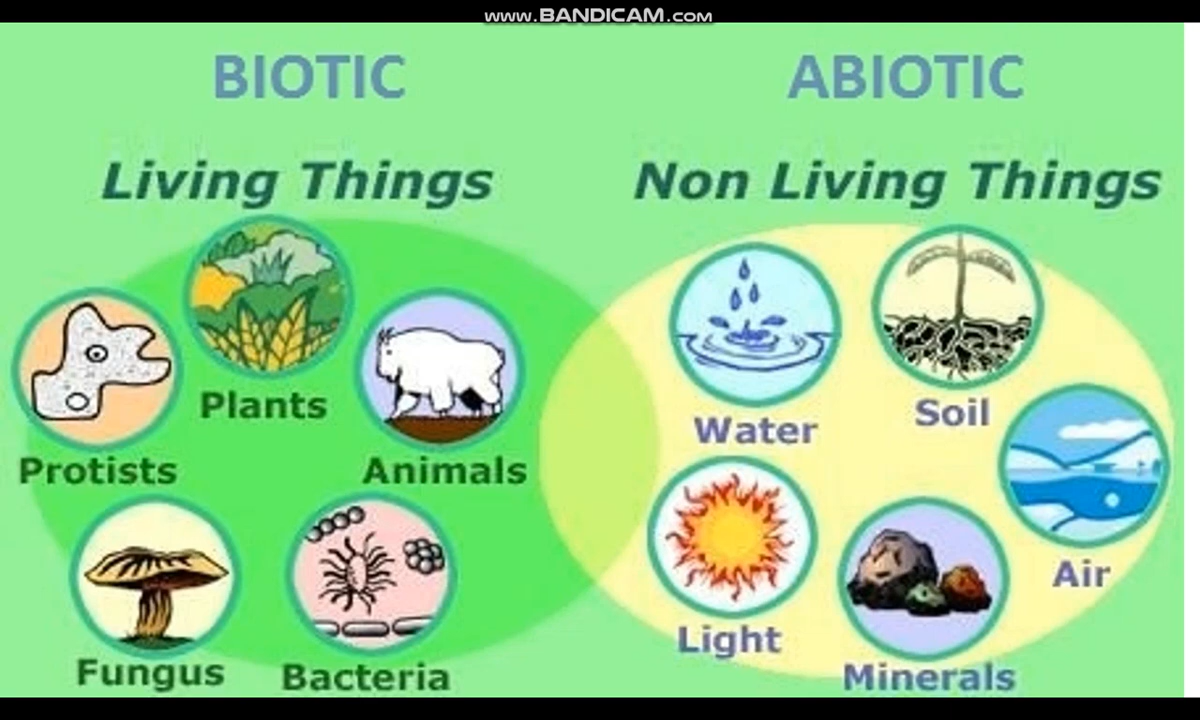 www.BANDICAM.com
BIOTIC
ABIOTIC
Living Things
Non Living Things
Plants
Protists
Animals
Fungus
Bacteria
Water
Soil
Light
Air
Minerals